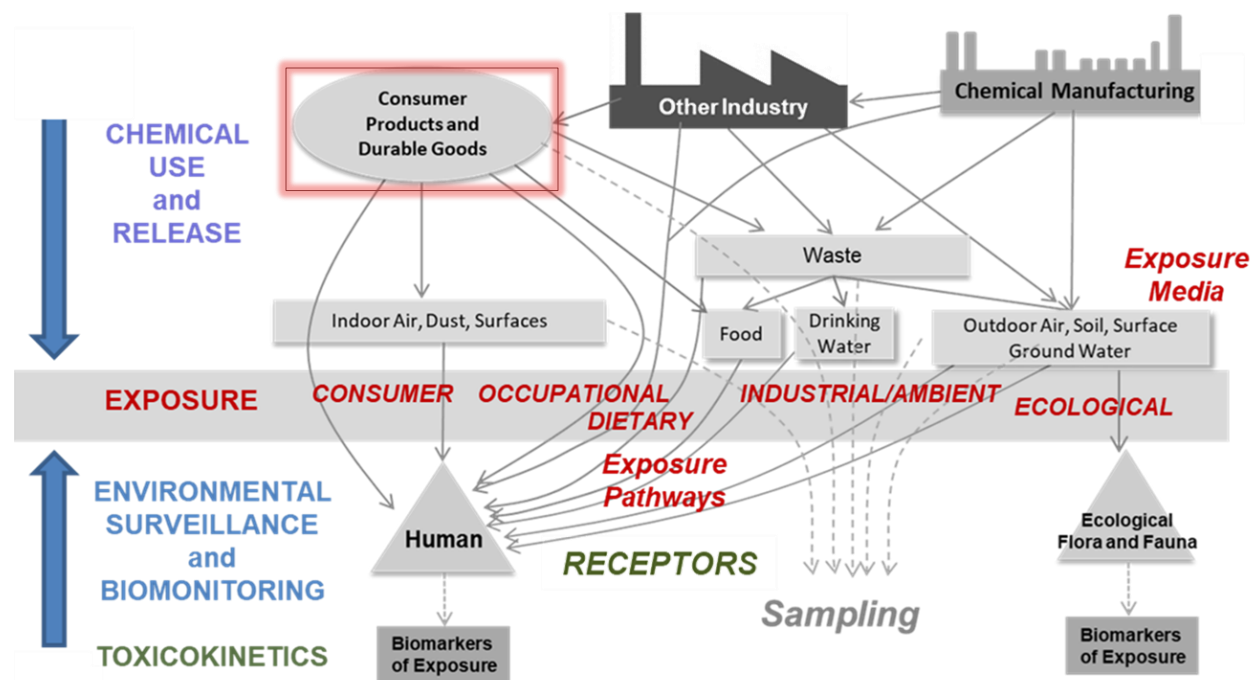 Consumer
Products and
Durable Goods
Other Industry
Chemical Manufacturing
CHEMICAL
USE
and
RELEASE
Waste
Exposure
Media
Indoor Air, Dust, Surfaces
Food
Drinking
Water
Outdoor Air, Soil, Surface
Ground Water
EXPOSURE
CONSUMER
OCCUPATIONAL
DIETARY
INDUSTRIAL/AMBIENT
ECOLOGICAL
ENVIRONMENTAL
SURVEILLANCE
and
BIOMONITORING
Exposure
Pathways
Human
RECEPTORS
Ecological
Flora and Fauna
Sampling
TOXICOKINETICS
Biomarkers
of Exposure
Biomarkers
of Exposure